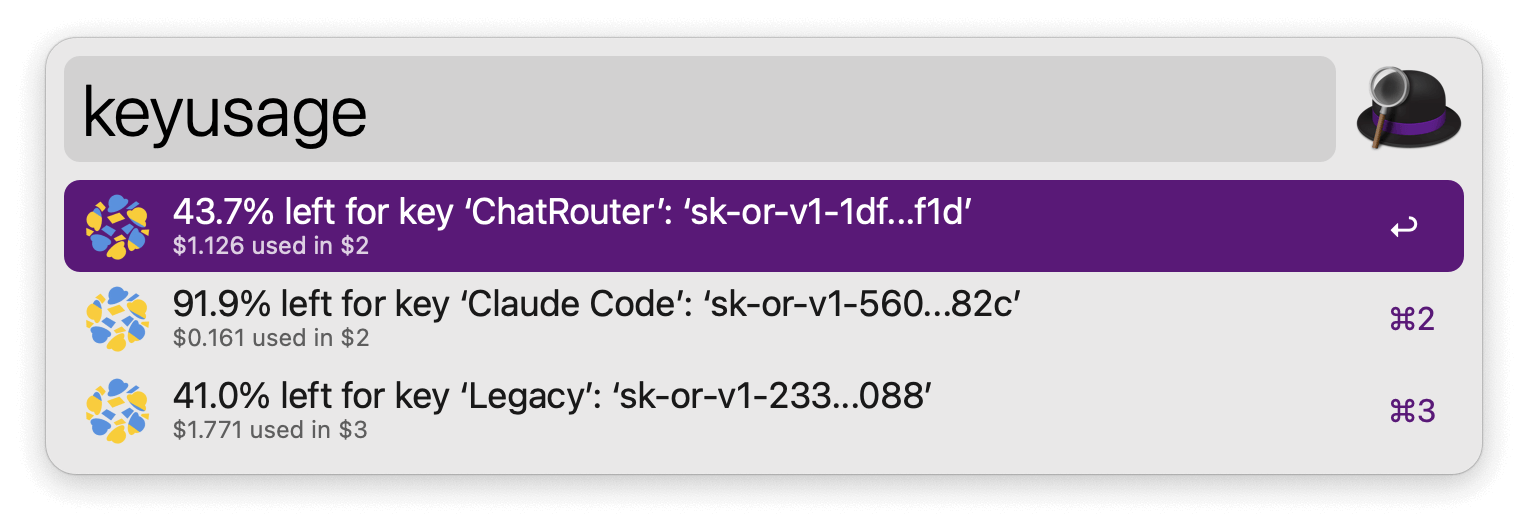 keyusage
43.7% left for key ‘ChatRouter’: ‘sk-or-v1-1df...f1d’
$1.126 used in $2
91.9% left for key ‘Claude Code’: ‘sk-or-v1-560...82c’
$0.161 used in $2
⌘2
41.0% left for key ‘Legacy’: ‘sk-or-v1-233...088’
$1.771 used in $3
⌘3